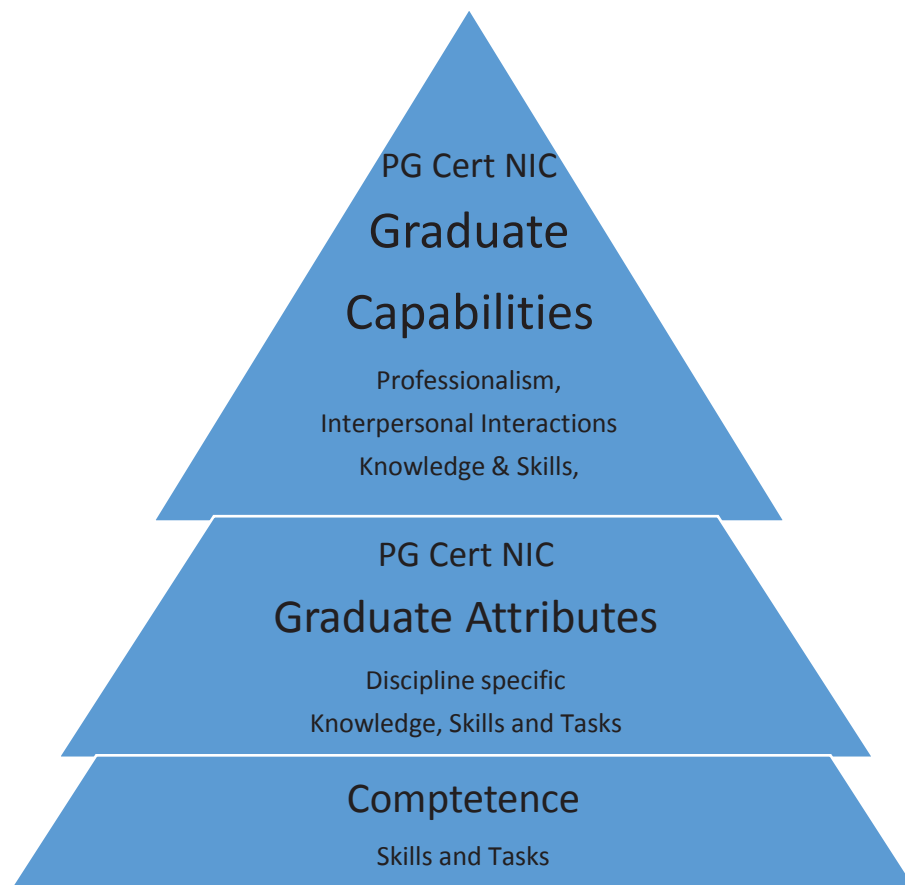 PG Cert NIC
Graduate
Capabilities
Professionalism,
Interpersonal Interactions
Knowledge & Skills,
PG Cert NIC
Graduate Attributes
Discipline specific
Knowledge, Skills and Tasks
Comptetence
Skills and Tasks